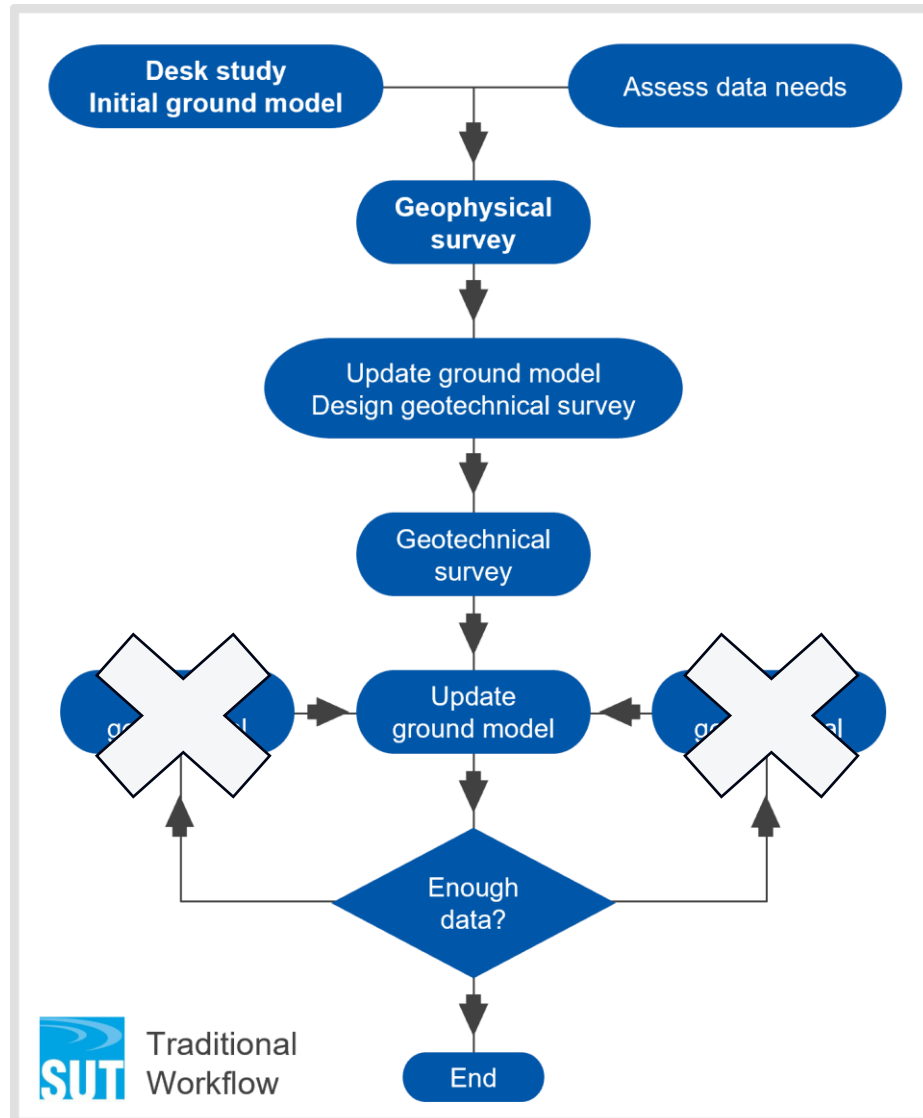 Desk study
Initial ground model
Assess data needs
Geophysical
survey
Update ground model
Design geotechnical survey
Geotechnical
survey
Update
ground model
Enough
data?
SUT
Traditional
Workflow
End